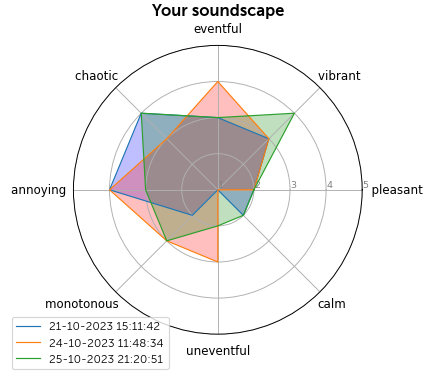 Your soundscape
eventful
chaotic
vibrant
annoying
2
3
4
5
pleasant
monotonous
calm
uneventful
21-10-2023 15:11:42
24-10-2023 11:48:34
25-10-2023 21:20:51